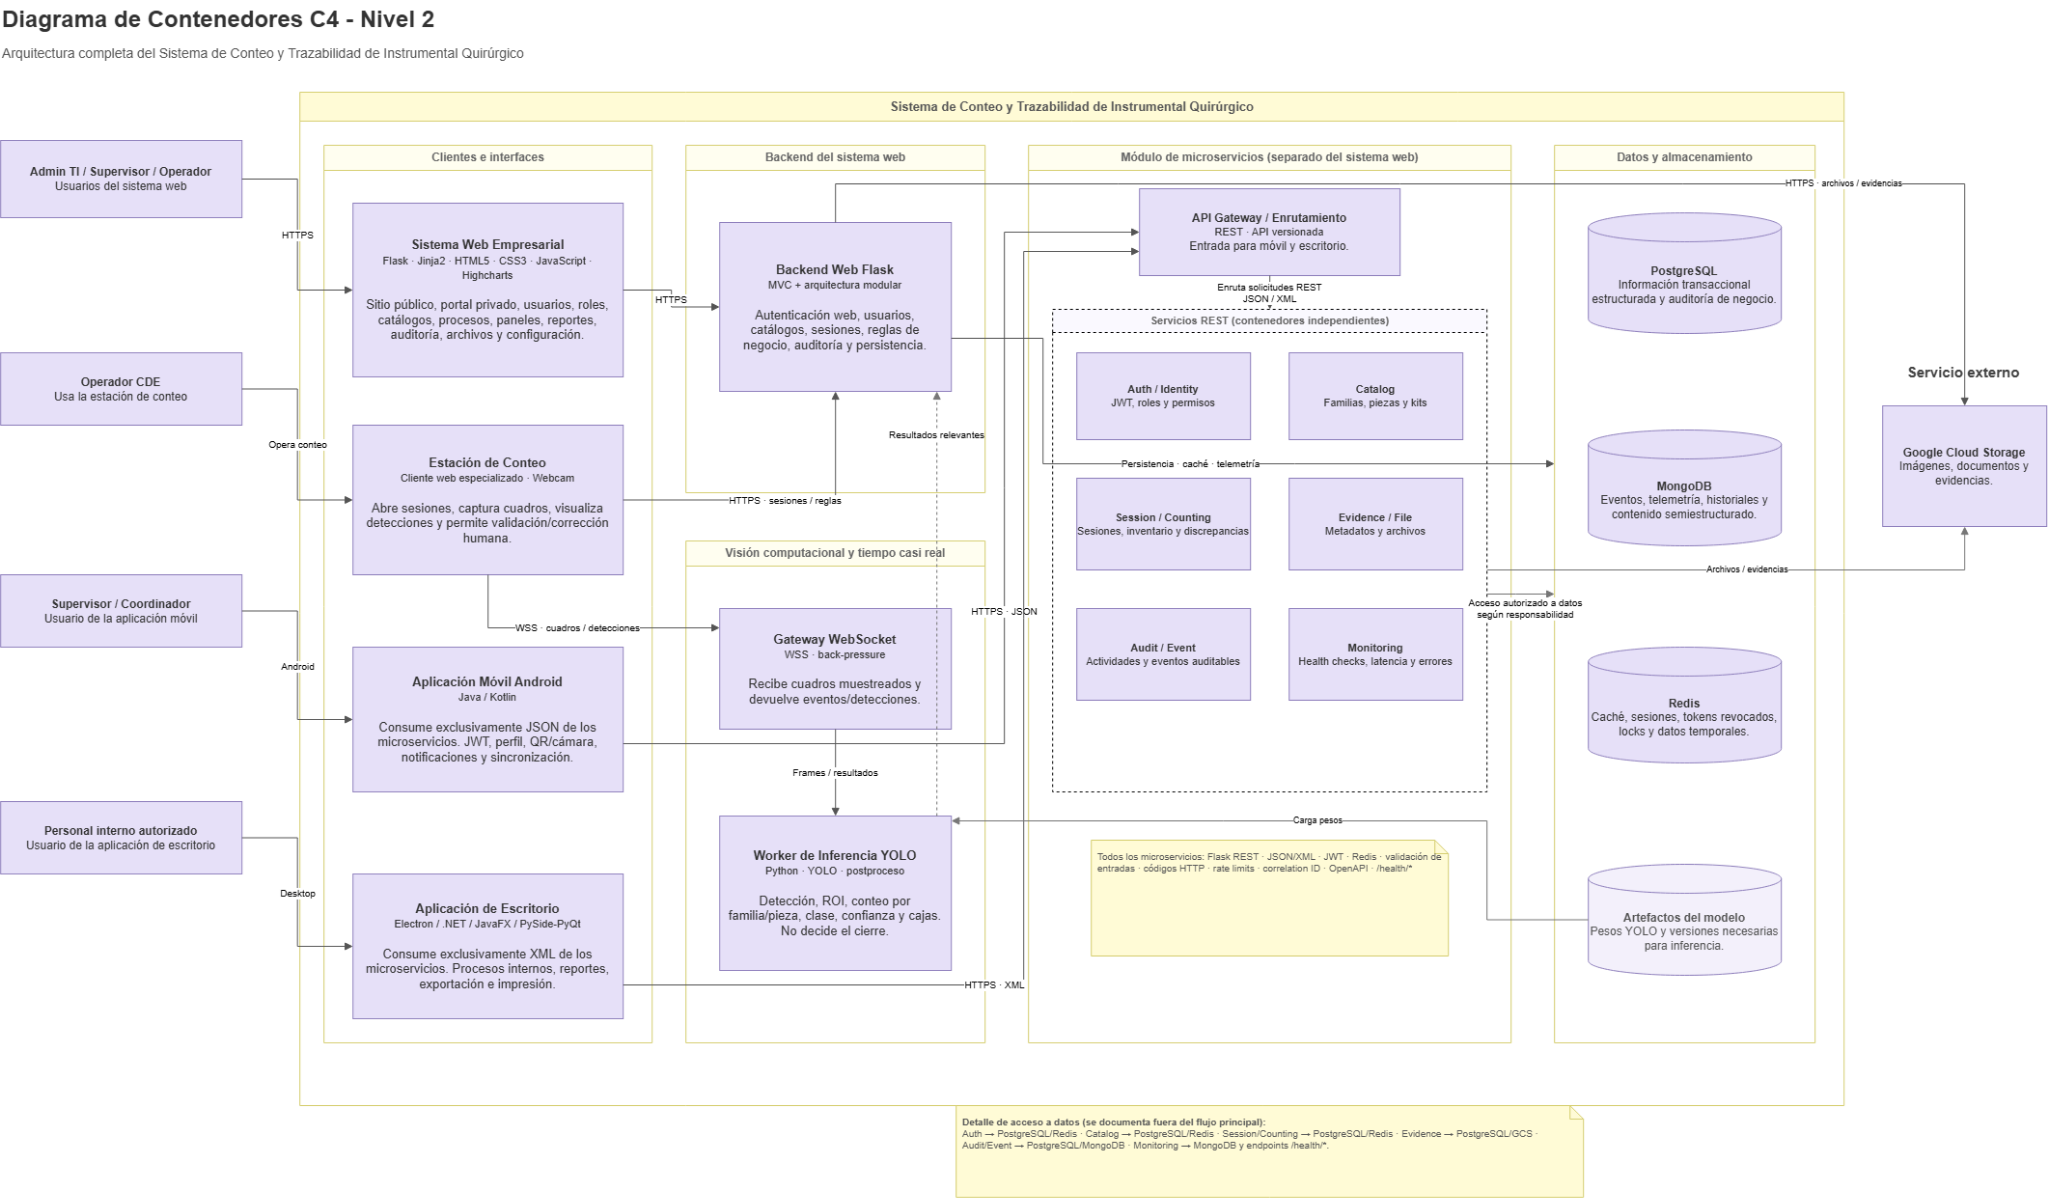 Diagrama de Contenedores C4 - Nivel 2
Arquitectura completa del Sistema de Conteo y Trazabilidad de Instrumental Quirúrgico
Sistema de Conteo y Trazabilidad de Instrumental Quirúrgico
Admin TI / Supervisor / Operador
Usuarios del sistema web
HTTPS
Operador CDE
Usa la estación de conteo
Opera conteo
Supervisor / Coordinador
Usuario de la aplicación móvil
Android
Personal interno autorizado
Usuario de la aplicación de escritorio
Desktop
Clientes e interfaces
Sistema Web Empresarial
Flask · Jinja2 · HTML5 · CSS3 · JavaScript ·
Highcharts
Sitio público, portal privado, usuarios, roles,
catálogos, procesos, paneles, reportes,
auditoría, archivos y configuración.
HTTPS
Estación de Conteo
Cliente web especializado · Webcam
Abre sesiones, captura cuadros, visualiza
detecciones y permite validación/corrección
humana.
HTTPS · sesiones / reglas
WSS · cuadros / detecciones
Aplicación Móvil Android
Java / Kotlin
Consume exclusivamente JSON de los
microservicios. JWT, perfil, QR/cámara,
notificaciones y sincronización.
HTTPS · JSON
Aplicación de Escritorio
Electron / .NET / JavaFX / PySide-PyQt
Consume exclusivamente XML de los
microservicios. Procesos internos, reportes,
exportación e impresión.
HTTPS · XML
Backend del sistema web
Backend Web Flask
MVC + arquitectura modular
Autenticación web, usuarios,
catálogos, sesiones, reglas de
negocio, auditoría y persistencia.
Resultados relevantes
Visión computacional y tiempo casi real
Gateway WebSocket
WSS · back-pressure
Recibe cuadros muestreados y
devuelve eventos/detecciones.
Frames / resultados
Worker de Inferencia YOLO
Python · YOLO · postproceso
Detección, ROI, conteo por
familia/pieza, clase, confianza y cajas.
No decide el cierre.
Módulo de microservicios (separado del sistema web)
API Gateway / Enrutamiento
REST · API versionada
Entrada para móvil y escritorio.
Enruta solicitudes REST
JSON / XML
Servicios REST (contenedores independientes)
Auth / Identity
JWT, roles y permisos
Catalog
Familias, piezas y kits
Persistencia · caché · telemetría
Session / Counting
Sesiones, inventario y discrepancias
Evidence / File
Metadatos y archivos
Audit / Event
Actividades y eventos auditables
Monitoring
Health checks, latencia y errores
Carga pesos
Todos los microservicios: Flask REST · JSON/XML · JWT · Redis · validación de
entradas · códigos HTTP · rate limits · correlation ID · OpenAPI · /health/*
Datos y almacenamiento
HTTPS · archivos / evidencias
PostgreSQL
Información transaccional
estructurada y auditoría de negocio.
MongoDB
Eventos, telemetría, historiales y
contenido semiestructurado.
Archivos / evidencias
Acceso autorizado a datos
según responsabilidad
Redis
Caché, sesiones, tokens revocados,
locks y datos temporales.
Artefactos del modelo
Pesos YOLO y versiones necesarias
para inferencia.
Servicio externo
Google Cloud Storage
Imágenes, documentos y
evidencias.
Detalle de acceso a datos (se documenta fuera del flujo principal):
Auth → PostgreSQL/Redis · Catalog → PostgreSQL/Redis · Session/Counting → PostgreSQL/Redis · Evidence → PostgreSQL/GCS ·
Audit/Event → PostgreSQL/MongoDB · Monitoring → MongoDB y endpoints /health/*.